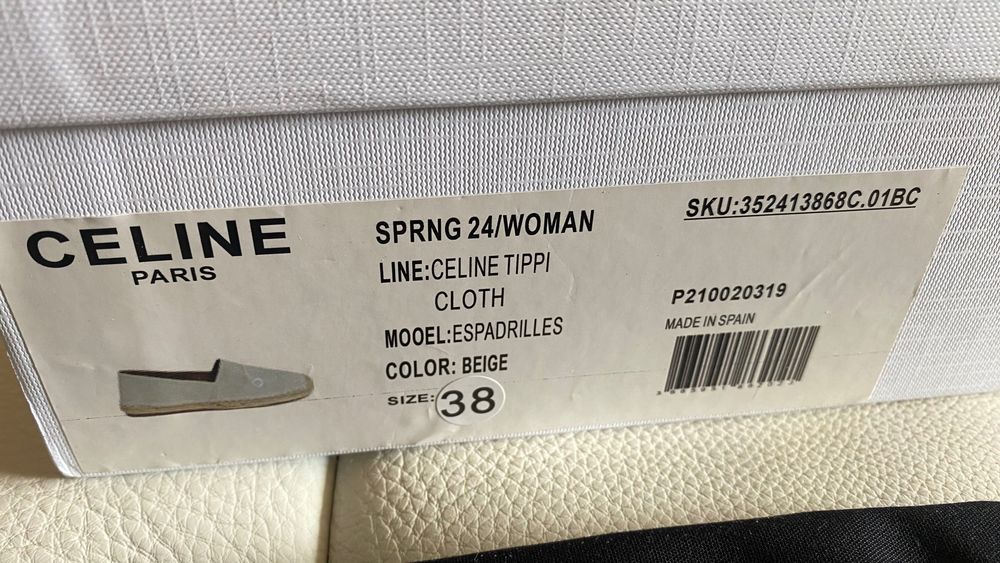 CELINE
PARIS
SPRNG 24/WOMAN
LINE:CELINE TIPPI
CLOTH
MOOEL:ESPADRILLES
COLOR: BEIGE
SIZE:38
SKU:352413868C.01BC
P210020319
MADE IN SPAIN